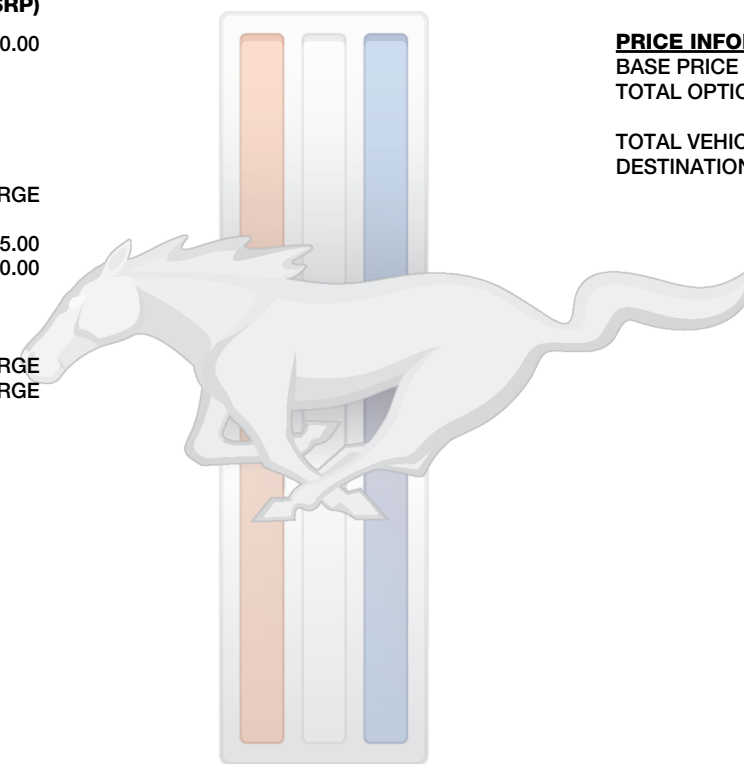 SRP)
0.00
RGE
5.00
0.00
RGE
RGE
PRICE INFO
BASE PRICE
TOTAL OPTIO
TOTAL VEHIC
DESTINATION